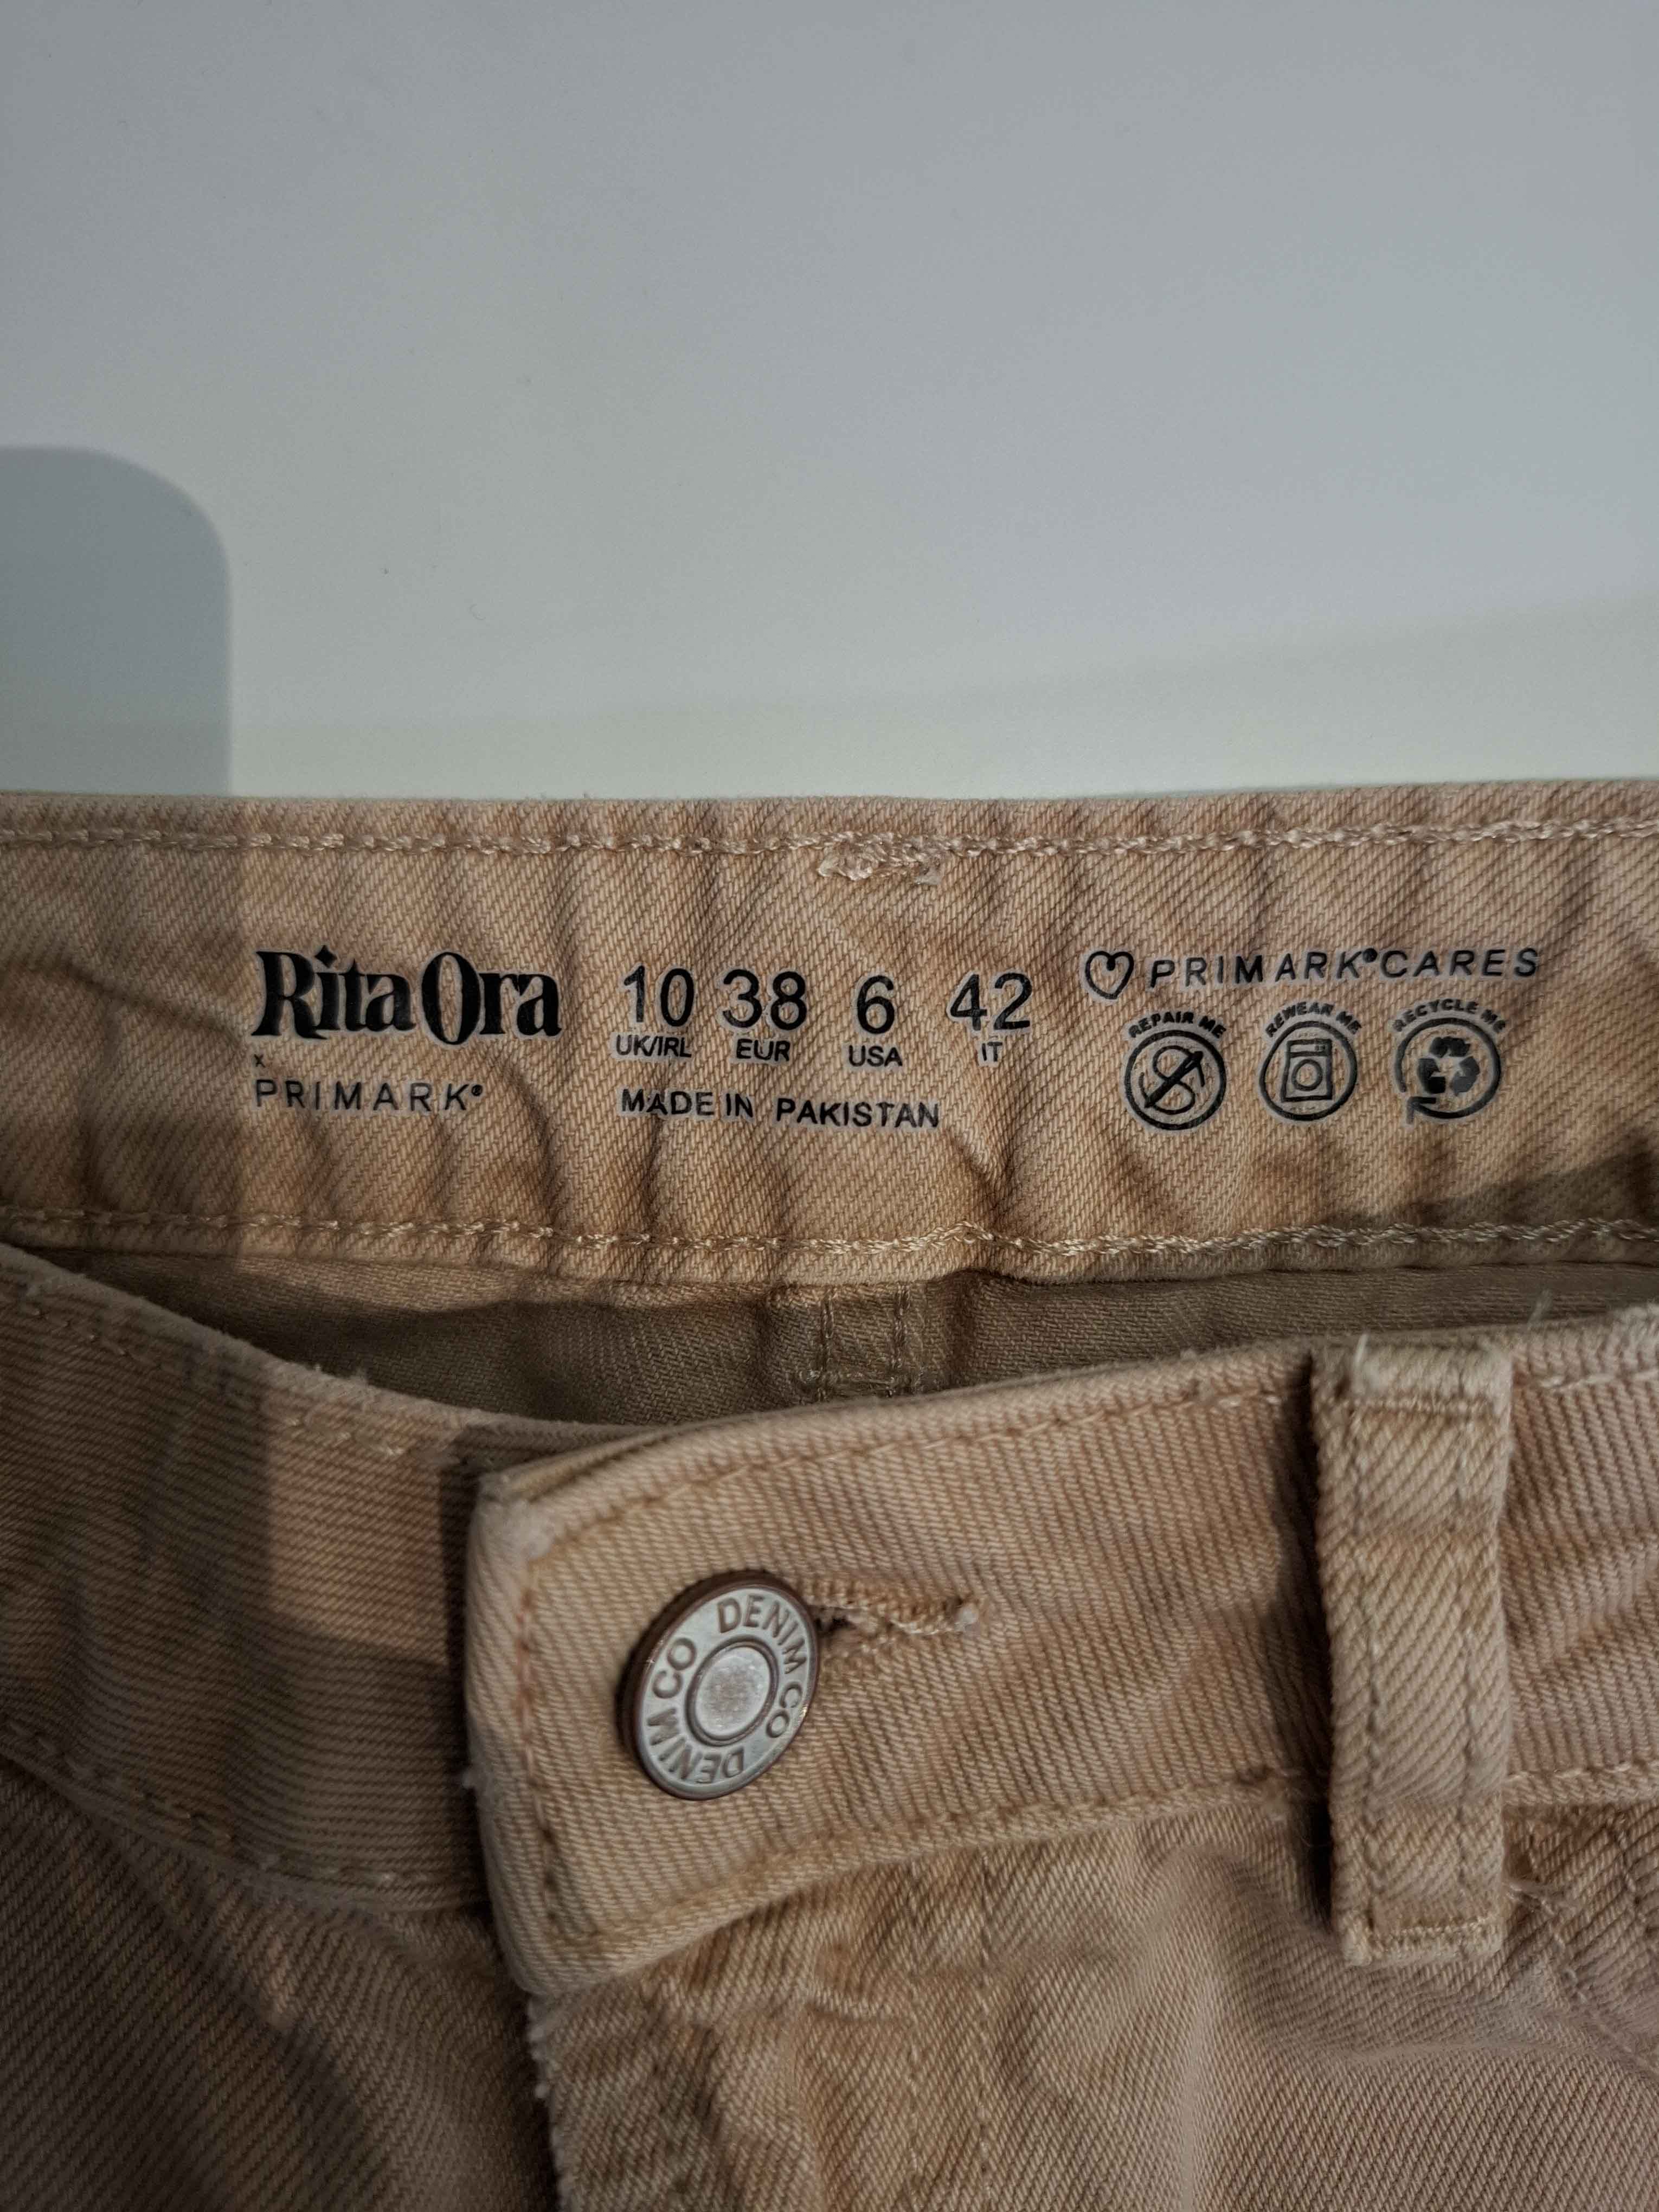 Rita Ora
x
PRIMARK®
10 38 6 42
UK/IRL EUR USA IT
MADE IN PAKISTAN
♡ PRIMARK®CARES
REPAIR ME REWEAR ME RECYCLE ME
DENIM CO DENIM CO